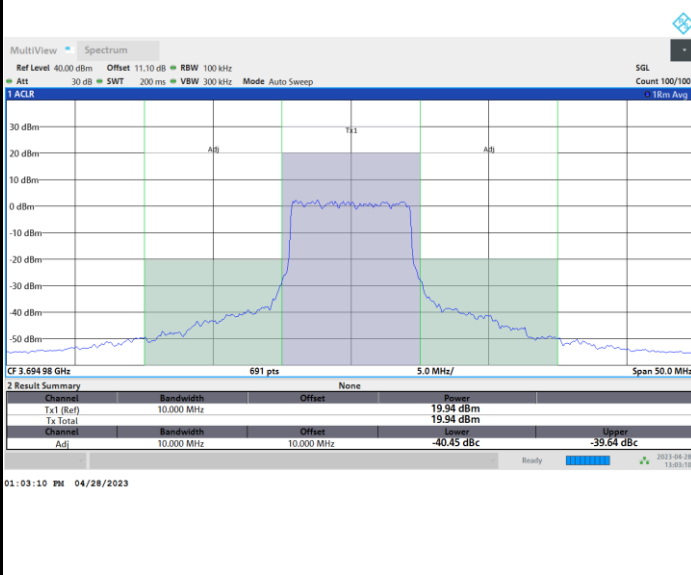 MultiView Spectrum
Ref Level 40.00 dBm Offset 11.10 dB RBW 100 kHz SGL
Att 30 dB SWT 200 ms VBW 300 kHz Mode Auto Sweep Count 100/100
1 ACLR 1Rm Avg
Tx1
Adj Adj
30 dBm
20 dBm
10 dBm
0 dBm
-10 dBm
-20 dBm
-30 dBm
-40 dBm
-50 dBm
CF 3.694 98 GHz 691 pts 5.0 MHz/ Span 50.0 MHz
2 Result Summary None
Channel Bandwidth Offset Power
Tx1 (Ref) 10.000 MHz 19.94 dBm
Tx Total 19.94 dBm
Channel Bandwidth Offset Lower Upper
Adj 10.000 MHz 10.000 MHz -40.45 dBc -39.64 dBc
Ready 2023-04-28
13:03:10
01:03:10 PM 04/28/2023